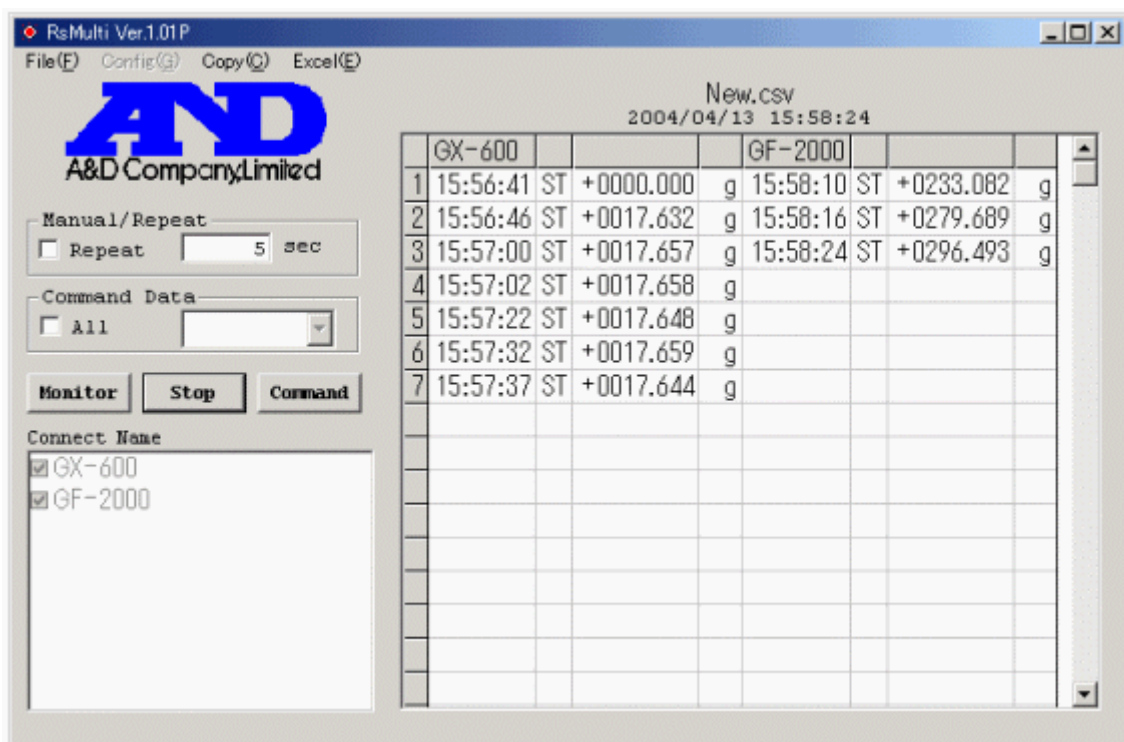 RsMulti Ver.1.01P
File(F) Config(G) Copy(C) Excel(E)
AND
A&D Company,Limited
Manual/Repeat
Repeat 5 sec
Command Data
All
Monitor Stop Command
Connect Name
GX-600
GF-2000
New.csv
2004/04/13 15:58:24
GX-600 GF-2000
1 15:56:41 ST +0000.000 g 15:58:10 ST +0233.082 g
2 15:56:46 ST +0017.632 g 15:58:16 ST +0279.689 g
3 15:57:00 ST +0017.657 g 15:58:24 ST +0296.493 g
4 15:57:02 ST +0017.658 g
5 15:57:22 ST +0017.648 g
6 15:57:32 ST +0017.659 g
7 15:57:37 ST +0017.644 g